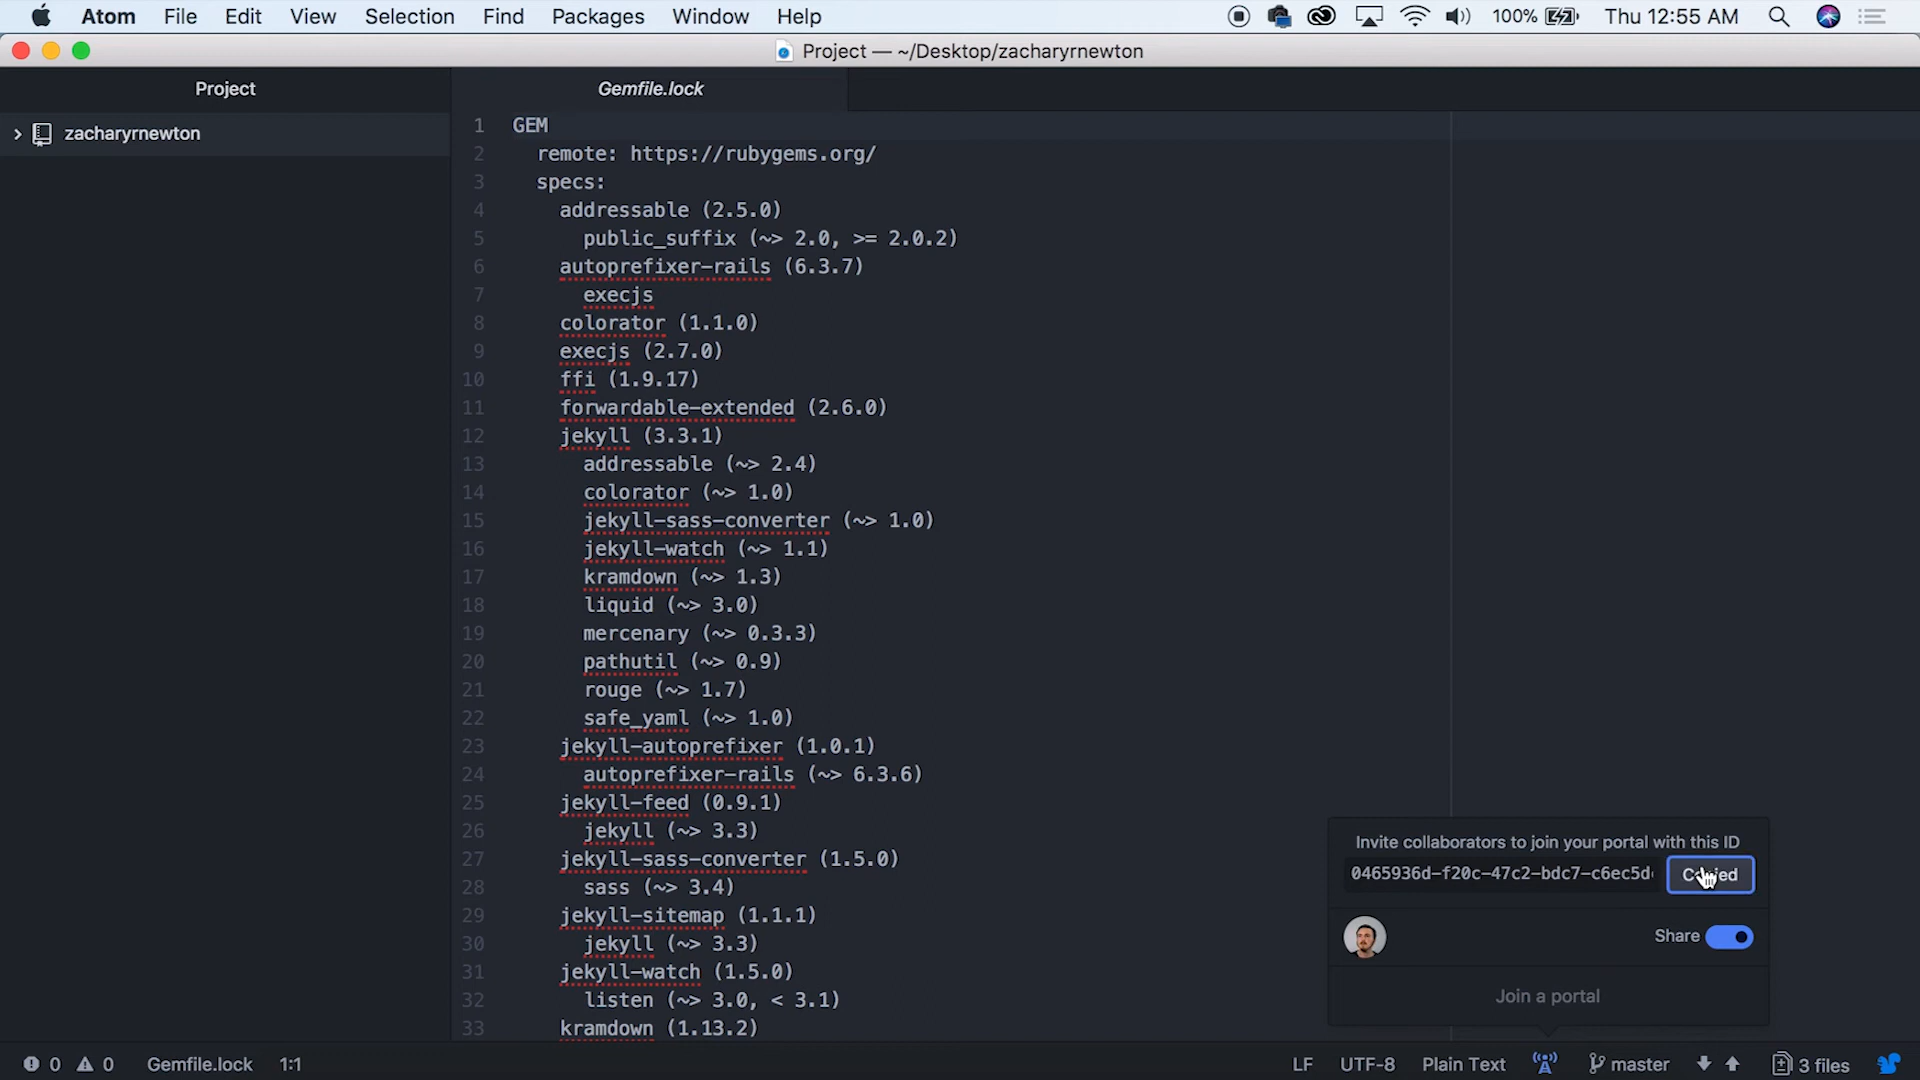 Atom File Edit View Selection Find Packages Window Help 100% Thu 12:55 AM
Project — ~/Desktop/zacharyrnewton
Project
zacharyrnewton
Gemfile.lock
1 GEM
2 remote: https://rubygems.org/
3 specs:
4 addressable (2.5.0)
5 public_suffix (~> 2.0, >= 2.0.2)
6 autoprefixer-rails (6.3.7)
7 execjs
8 colorator (1.1.0)
9 execjs (2.7.0)
10 ffi (1.9.17)
11 forwardable-extended (2.6.0)
12 jekyll (3.3.1)
13 addressable (~> 2.4)
14 colorator (~> 1.0)
15 jekyll-sass-converter (~> 1.0)
16 jekyll-watch (~> 1.1)
17 kramdown (~> 1.3)
18 liquid (~> 3.0)
19 mercenary (~> 0.3.3)
20 pathutil (~> 0.9)
21 rouge (~> 1.7)
22 safe_yaml (~> 1.0)
23 jekyll-autoprefixer (1.0.1)
24 autoprefixer-rails (~> 6.3.6)
25 jekyll-feed (0.9.1)
26 jekyll (~> 3.3)
27 jekyll-sass-converter (1.5.0)
28 sass (~> 3.4)
29 jekyll-sitemap (1.1.1)
30 jekyll (~> 3.3)
31 jekyll-watch (1.5.0)
32 listen (~> 3.0, < 3.1)
33 kramdown (1.13.2)
Invite collaborators to join your portal with this ID
0465936d-f20c-47c2-bdc7-c6ec5d
Copied
Share
Join a portal
0 0 Gemfile.lock 1:1 LF UTF-8 Plain Text master 3 files